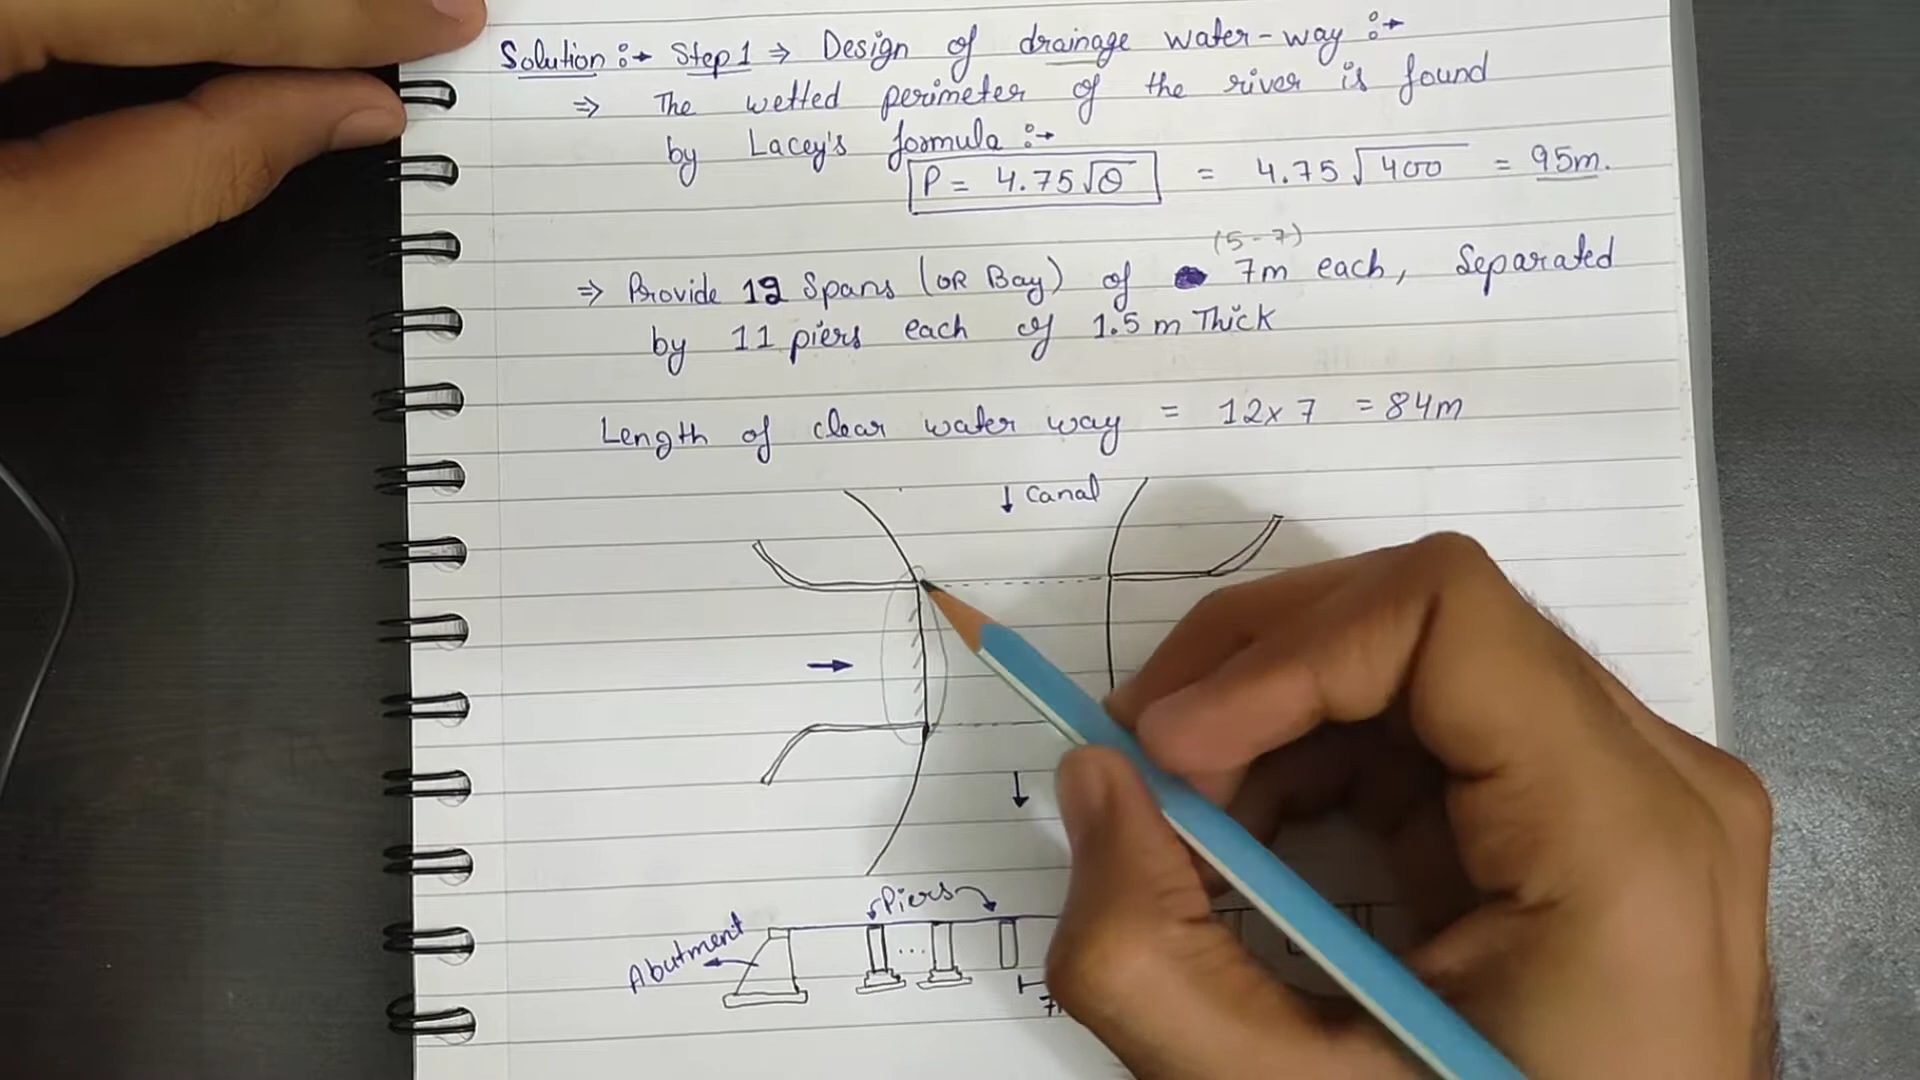 Solution :→ Step 1 ⇒ Design of drainage water-way :→
⇒ The wetted perimeter of the river is found
by Lacey's formula :→
P = 4.75√Q = 4.75√400 = 95m.
(5-7)
⇒ Provide 12 Spans (OR Bay) of 7m each, Separated
by 11 piers each of 1.5m Thick
Length of clear water way = 12x7 = 84m
↓ Canal
Piers
Abutment